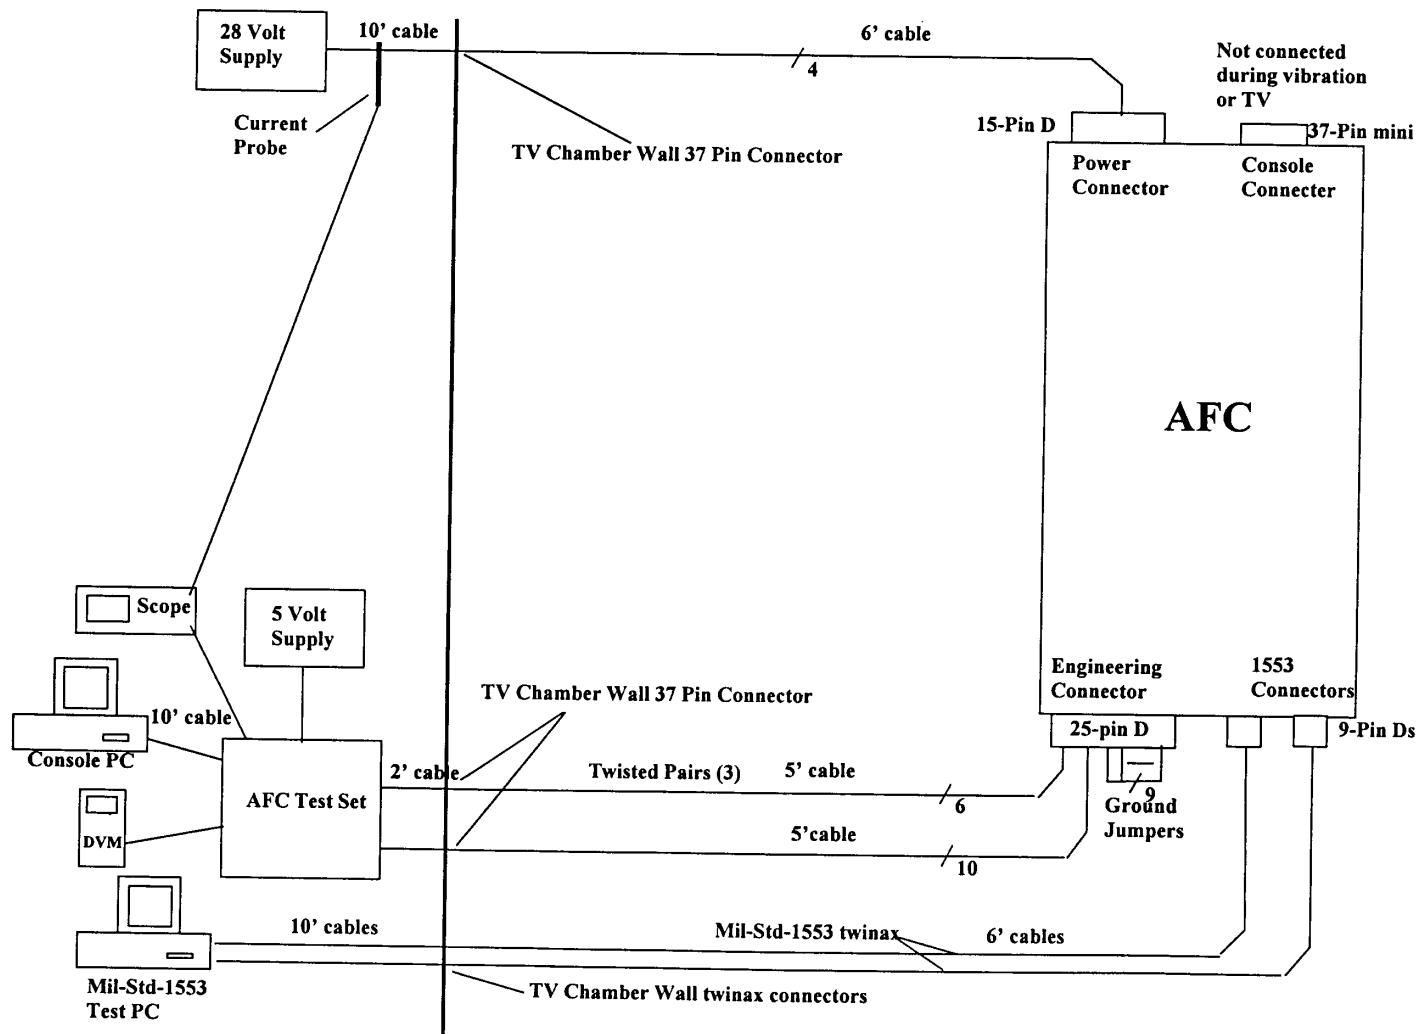 28 Volt
Supply
10’ cable
6’ cable
4
Not connected
during vibration
or TV
Current
Probe
TV Chamber Wall 37 Pin Connector
15-Pin D
37-Pin mini
Power
Connector
Console
Connecter
AFC
Scope
5 Volt
Supply
Engineering
Connector
1553
Connectors
TV Chamber Wall 37 Pin Connector
10’ cable
Console PC
25-pin D
9-Pin Ds
2’ cable
Twisted Pairs (3)
5’ cable
6
9
Ground
Jumpers
AFC Test Set
DVM
5’cable
10
10’ cables
Mil-Std-1553 twinax
6’ cables
Mil-Std-1553
Test PC
TV Chamber Wall twinax connectors